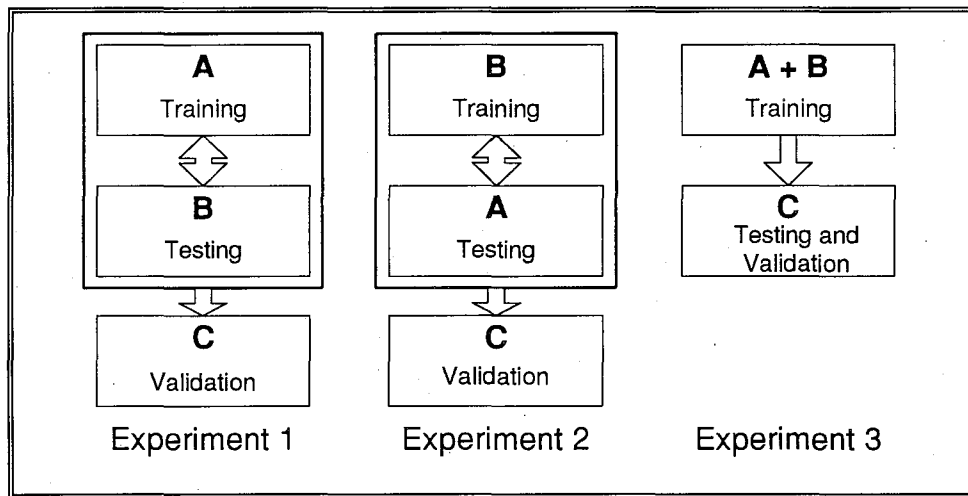 A
Training
B
Testing
C
Validation
Experiment 1
B
Training
A
Testing
C
Validation
Experiment 2
A + B
Training
C
Testing and
Validation
Experiment 3